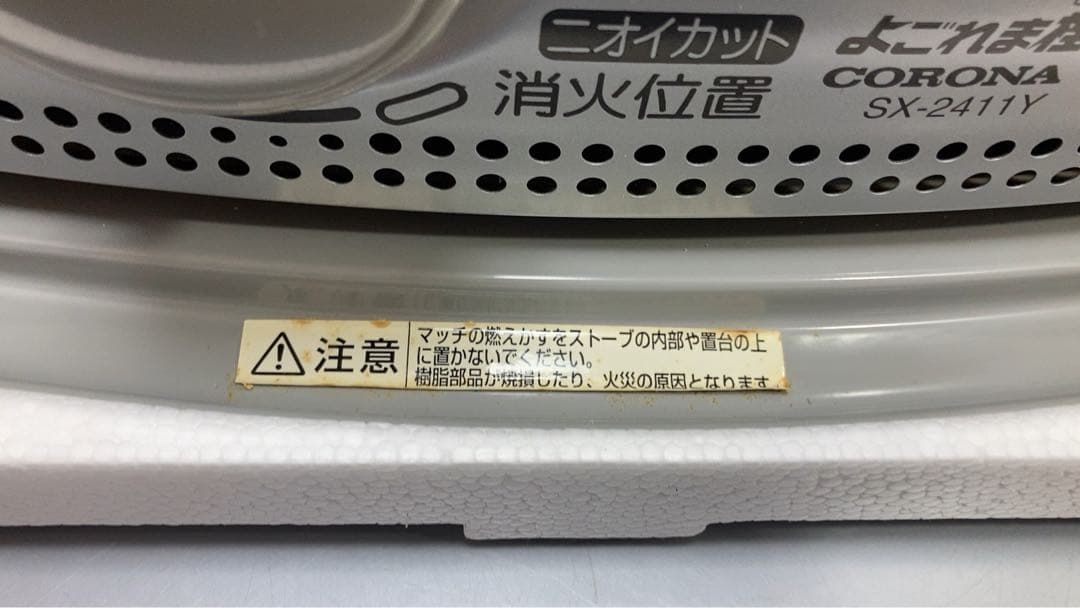 ニオイカット
消火位置
よごれま
CORONA
SX-2411Y
注意
マッチの燃えかすをストーブの内部や置台の上
に置かないでください。
樹脂部品が焼損したり、火災の原因となります